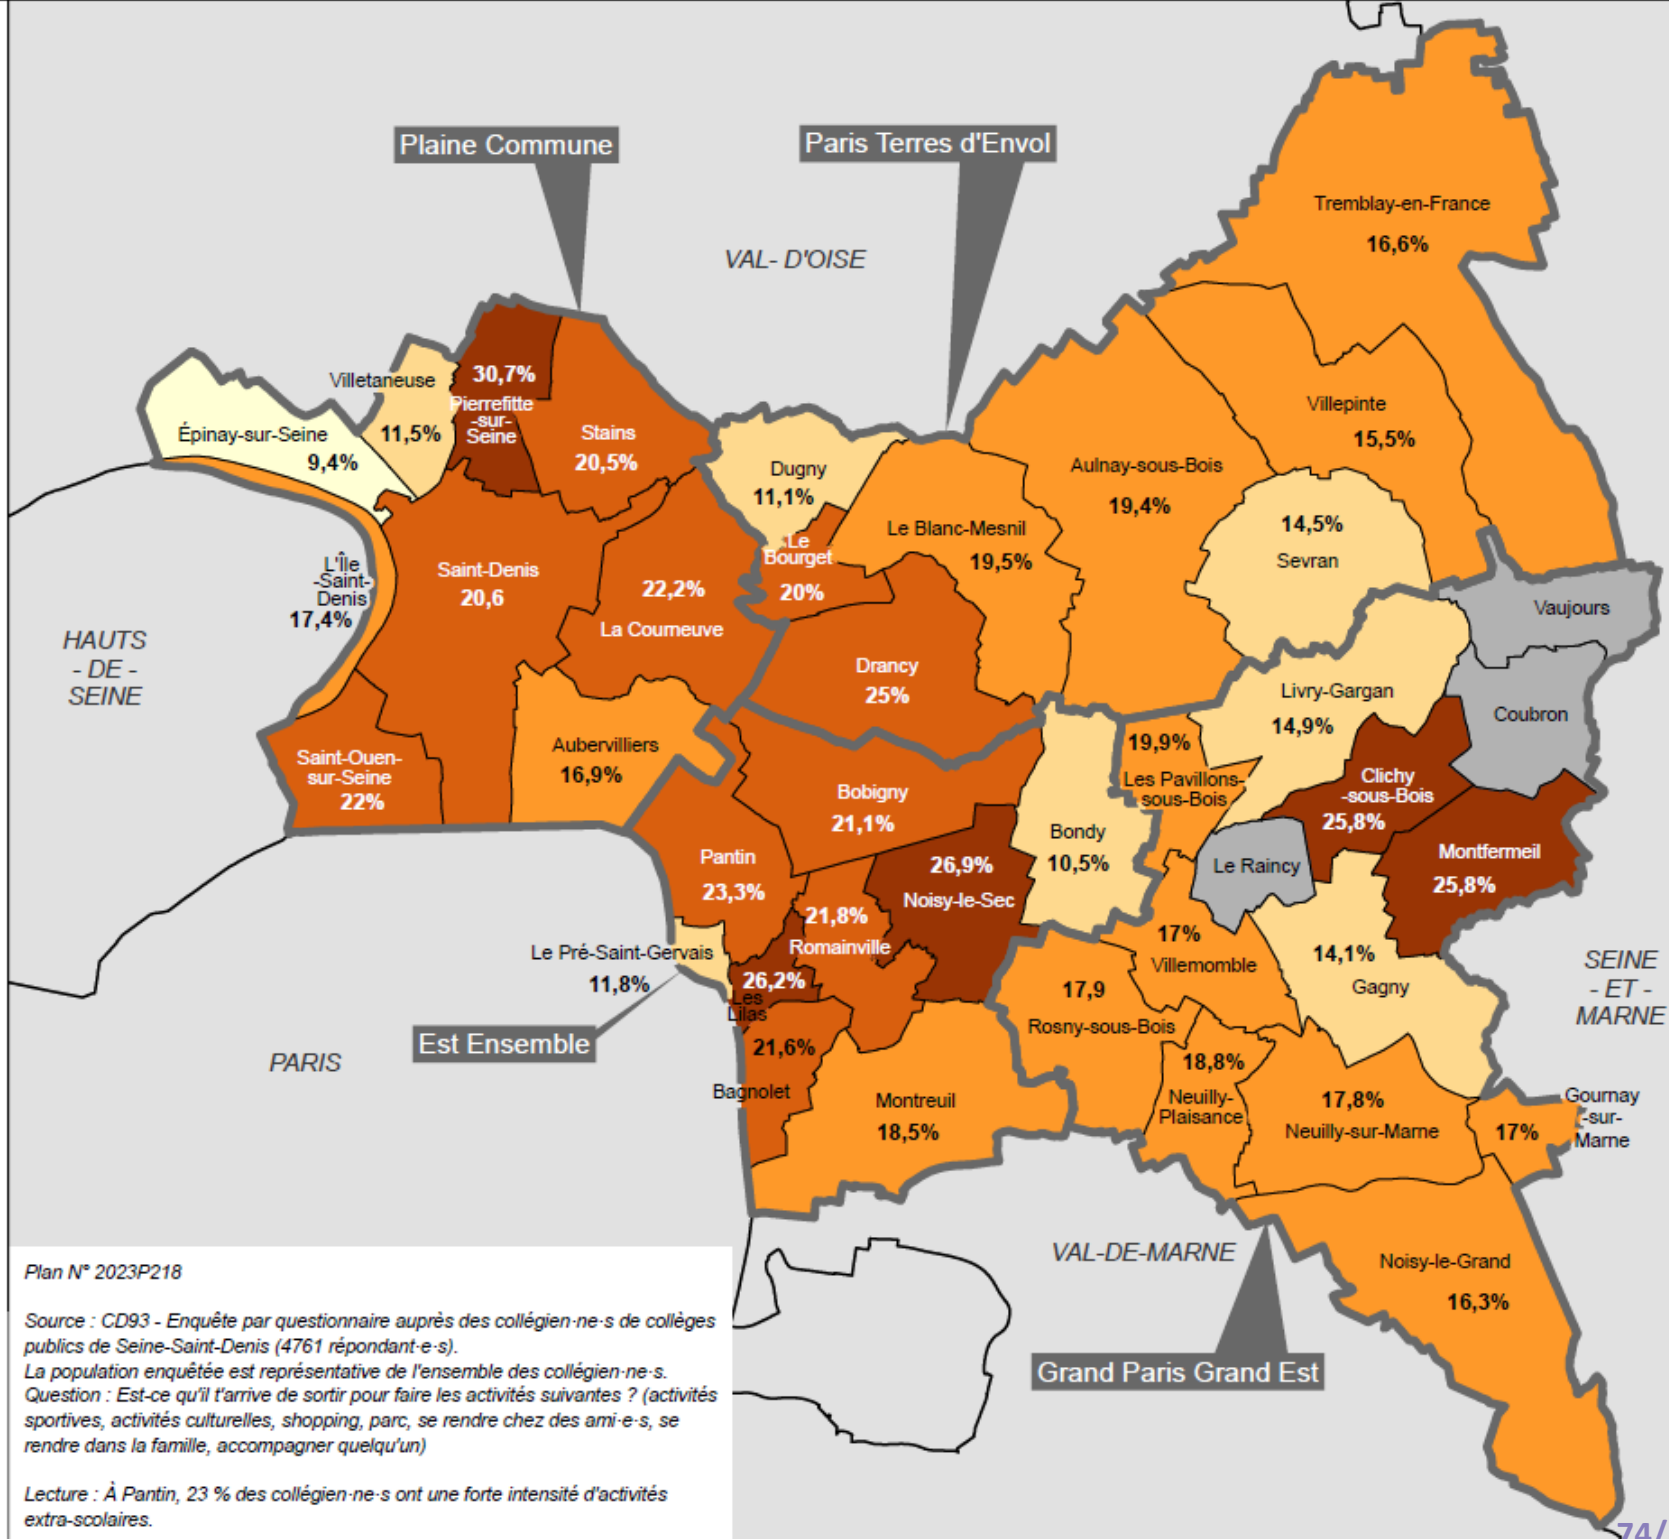 Plaine Commune
Paris Terres d'Envol
Tremblay-en-France
16,6%
VAL- D'OISE
Villetaneuse
11,5%
30,7%
Pierrefitte
-sur-
Seine
Stains
20,5%
Épinay-sur-Seine
9,4%
Villepinte
15,5%
Dugny
11,1%
Aulnay-sous-Bois
19,4%
Le Blanc-Mesnil
19,5%
14,5%
Sevran
Le
Bourget
20%
L'Île
-Saint-
Denis
17,4%
Saint-Denis
20,6
22,2%
La Courneuve
Vaujours
HAUTS
- DE -
SEINE
Drancy
25%
Livry-Gargan
14,9%
Coubron
Saint-Ouen-
sur-Seine
22%
Aubervilliers
16,9%
19,9%
Les Pavillons-
sous-Bois
Clichy
-sous-Bois
25,8%
Bobigny
21,1%
Bondy
10,5%
Montfermeil
25,8%
Le Raincy
Pantin
23,3%
26,9%
Noisy-le-Sec
21,8%
Romainville
17%
Villemomble
14,1%
Gagny
SEINE
- ET -
MARNE
Le Pré-Saint-Gervais
11,8%
26,2%
Les
Lilas
17,9
Rosny-sous-Bois
Est Ensemble
PARIS
21,6%
Bagnolet
Montreuil
18,5%
18,8%
Neuilly-
Plaisance
17,8%
Neuilly-sur-Marne
Gournay
-sur-
Marne
17%
VAL-DE-MARNE
Noisy-le-Grand
16,3%
Grand Paris Grand Est
Plan N° 2023P218
Source : CD93 - Enquête par questionnaire auprès des collégien·ne·s de collèges
publics de Seine-Saint-Denis (4761 répondant·e·s).
La population enquêtée est représentative de l'ensemble des collégien·ne·s.
Question : Est-ce qu'il t'arrive de sortir pour faire les activités suivantes ? (activités
sportives, activités culturelles, shopping, parc, se rendre chez des ami·e·s, se
rendre dans la famille, accompagner quelqu'un)
Lecture : À Pantin, 23 % des collégien·ne·s ont une forte intensité d'activités
extra-scolaires.
74/